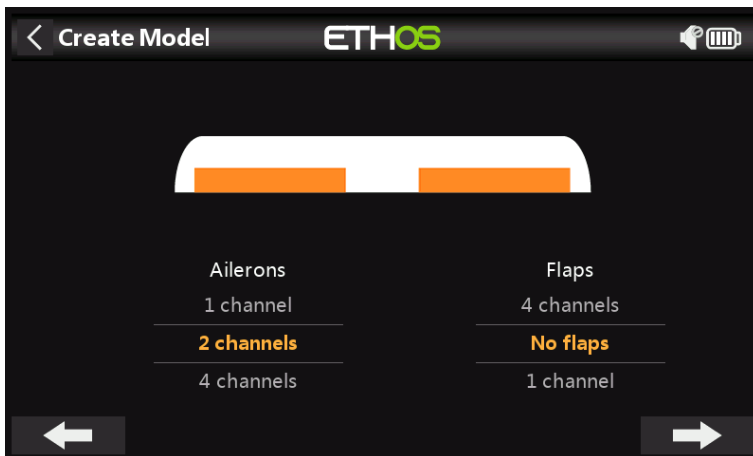 Create Model
ETHOS
Ailerons
Flaps
1 channel
4 channels
2 channels
No flaps
4 channels
1 channel